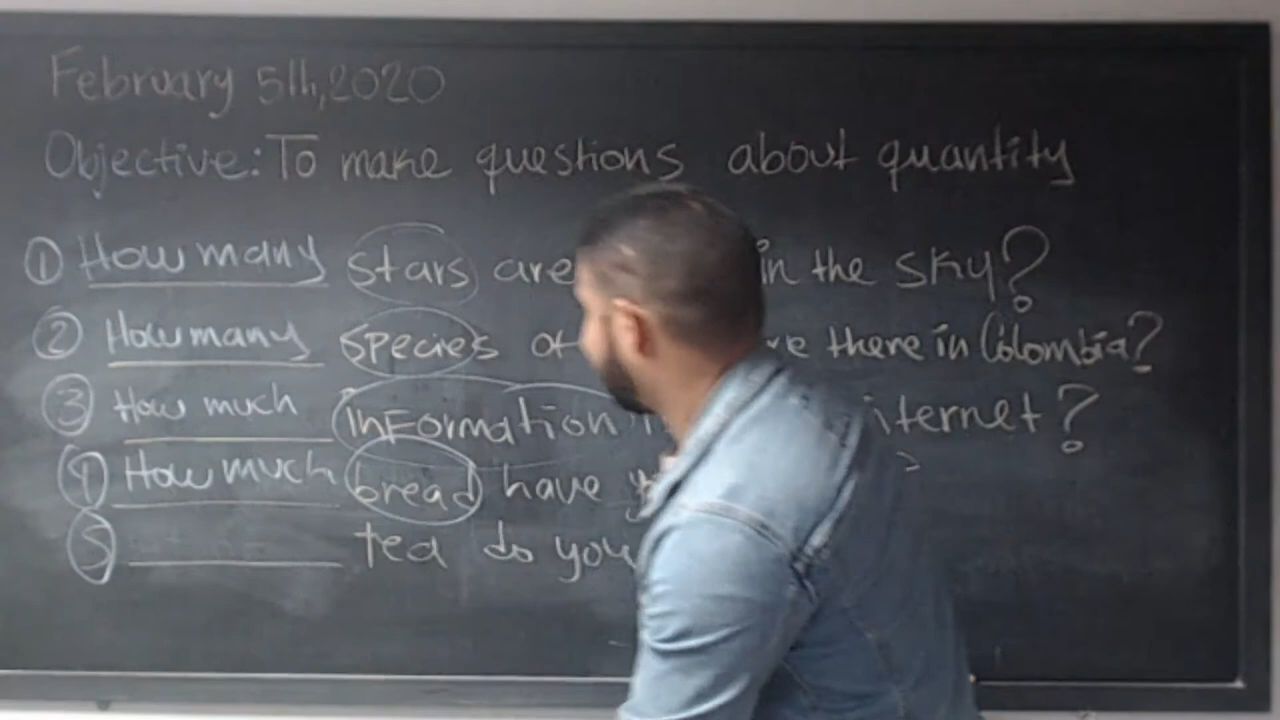 February 5th, 2020
Objective: To make questions about quantity
① How many stars are in the sky?
② How many species of there in Colombia?
③ How much information internet?
④ How much bread have
⑤ ________ tea do you